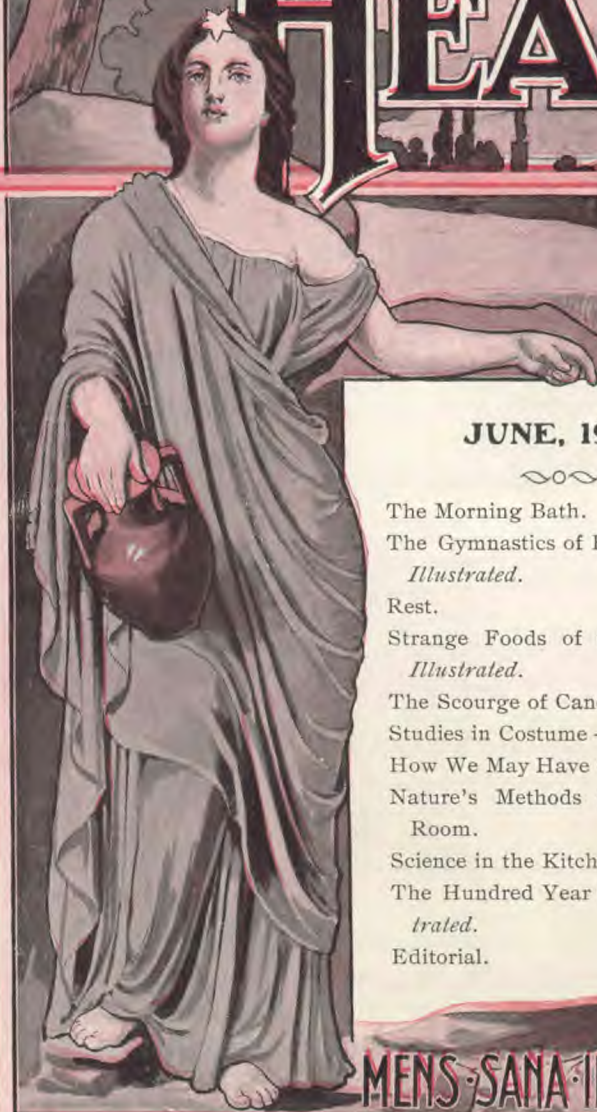 HEA
JUNE, 19
The Morning Bath.
The Gymnastics of
Illustrated.
Rest.
Strange Foods of
Illustrated.
The Scourge of Can
Studies in Costume -
How We May Have
Nature's Methods
Room.
Science in the Kitch
The Hundred Year
trated.
Editorial.
MENS·SANA·I